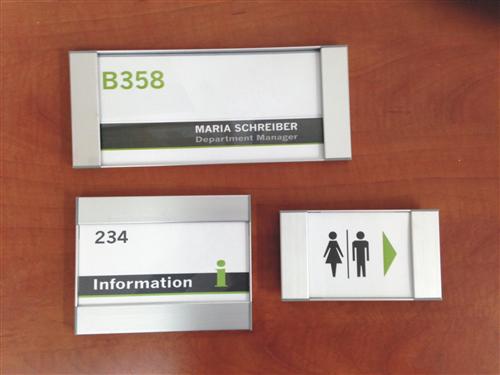 B358
MARIA SCHREIBER
Department Manager
234
Information i